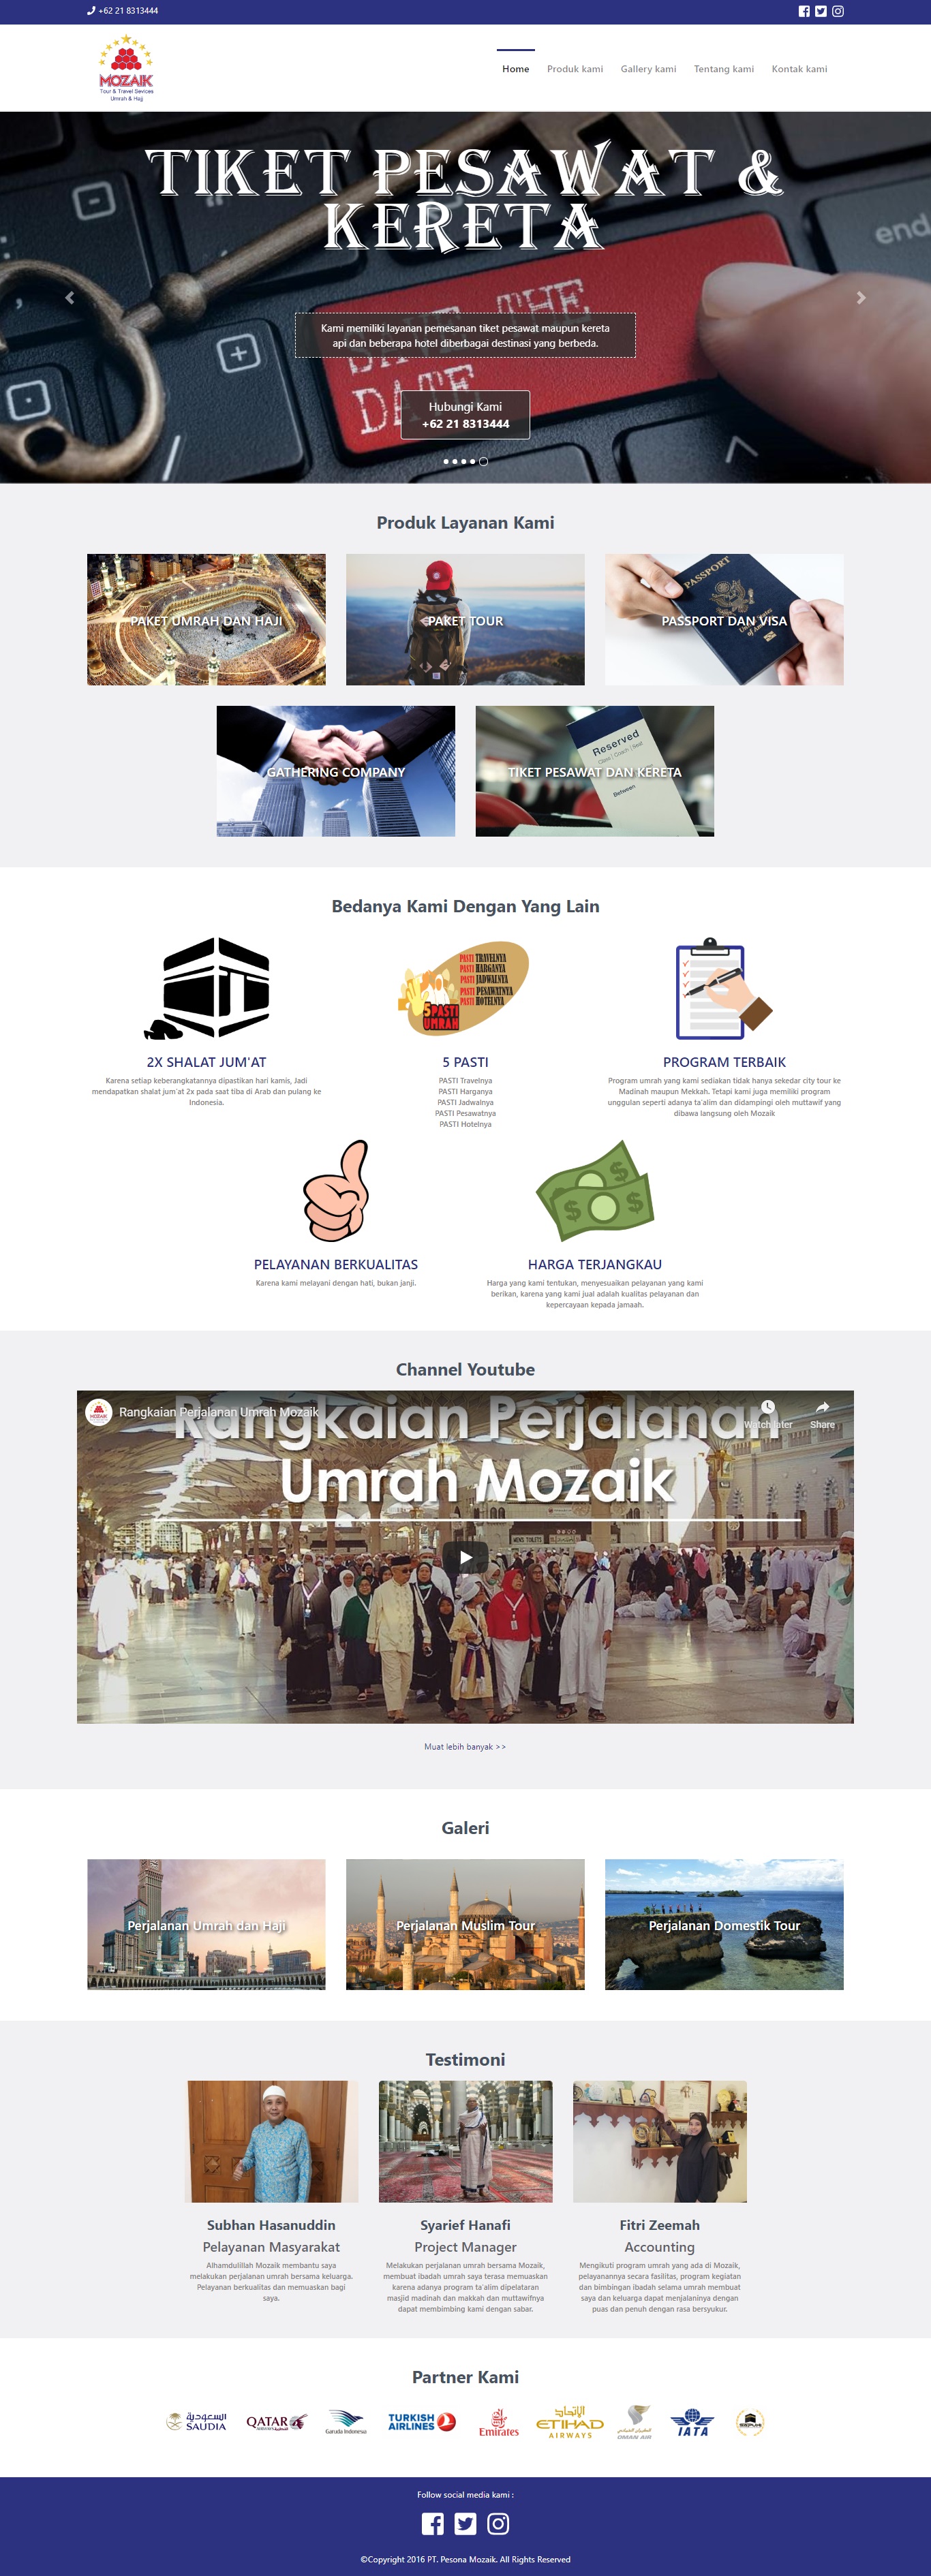 +62 21 8313444
MOZAIK
Tour & Travel Sevices
Umrah & Hajj
Home
Produk kami
Gallery kami
Tentang kami
Kontak kami
TIKET PESAWAT &
KERETA
end
THE
DATE
Kami memiliki layanan pemesanan tiket pesawat maupun kereta
api dan beberapa hotel diberbagai destinasi yang berbeda.
Hubungi Kami
+62 21 8313444
Produk Layanan Kami
PASSPORT
PAKET UMRAH DAN HAJI
PAKET TOUR
PASSPORT DAN VISA
Reserved
GATHERING COMPANY
TIKET PESAWAT DAN KERETA
Between
Bedanya Kami Dengan Yang Lain
PASTI TRAVELNYA
PASTI HARGANYA
PASTI JADWALNYA
PASTI PESAWATNYA
PASTI HOTELNYA
5 PASTI
UMRAH
2X SHALAT JUM'AT
Karena setiap keberangkatannya dipastikan hari kamis, Jadi
mendapatkan shalat jum'at 2x pada saat tiba di Arab dan pulang ke
Indonesia.
5 PASTI
PASTI Travelnya
PASTI Harganya
PASTI Jadwalnya
PASTI Pesawatnya
PASTI Hotelnya
PROGRAM TERBAIK
Program umrah yang kami sediakan tidak hanya sekedar city tour ke
Madinah maupun Mekkah. Tetapi kami juga memiliki program
unggulan seperti adanya ta'alim dan didampingi oleh muttawif yang
dibawa langsung oleh Mozaik
PELAYANAN BERKUALITAS
Karena kami melayani dengan hati, bukan janji.
HARGA TERJANGKAU
Harga yang kami tentukan, menyesuaikan pelayanan yang kami
berikan, karena yang kami jual adalah kualitas pelayanan dan
kepercayaan kepada jamaah.
Channel Youtube
Rangkaian Perjalanan Umrah Mozaik
Watch later
Share
Rangkaian Perjalanan
Umrah Mozaik
Muat lebih banyak >>
Galeri
Perjalanan Umrah dan Haji
Perjalanan Muslim Tour
Perjalanan Domestik Tour
Testimoni
Subhan Hasanuddin
Pelayanan Masyarakat
Alhamdulillah Mozaik membantu saya
melakukan perjalanan umrah bersama keluarga.
Pelayanan berkualitas dan memuaskan bagi
saya.
Syarief Hanafi
Project Manager
Melakukan perjalanan umrah bersama Mozaik,
membuat ibadah umrah saya terasa memuaskan
karena adanya program ta'alim dipelataran
masjid madinah dan makkah dan muttawifnya
dapat membimbing kami dengan sabar.
Fitri Zeemah
Accounting
Mengikuti program umrah yang ada di Mozaik,
pelayanannya secara fasilitas, program kegiatan
dan bimbingan ibadah selama umrah membuat
saya dan keluarga dapat menjalaninya dengan
puas dan penuh dengan rasa bersyukur.
Partner Kami
السعودية
SAUDIA
QATAR
Garuda Indonesia
TURKISH
AIRLINES
Emirates
الإتحاد
ETIHAD
AIRWAYS
OMAN AIR
IATA
Follow social media kami :
©Copyright 2016 PT. Pesona Mozaik. All Rights Reserved